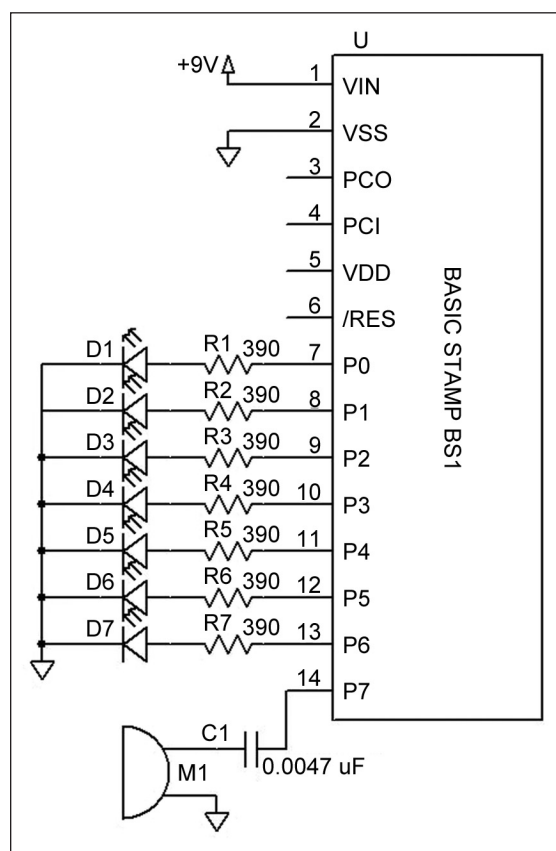 U
+9V
1 VIN
2 VSS
3 PCO
4 PCI
5 VDD
6 /RES
BASIC STAMP BS1
D1 R1 390 7 P0
D2 R2 390 8 P1
D3 R3 390 9 P2
D4 R4 390 10 P3
D5 R5 390 11 P4
D6 R6 390 12 P5
D7 R7 390 13 P6
14 P7
C1
M1
0.0047 uF